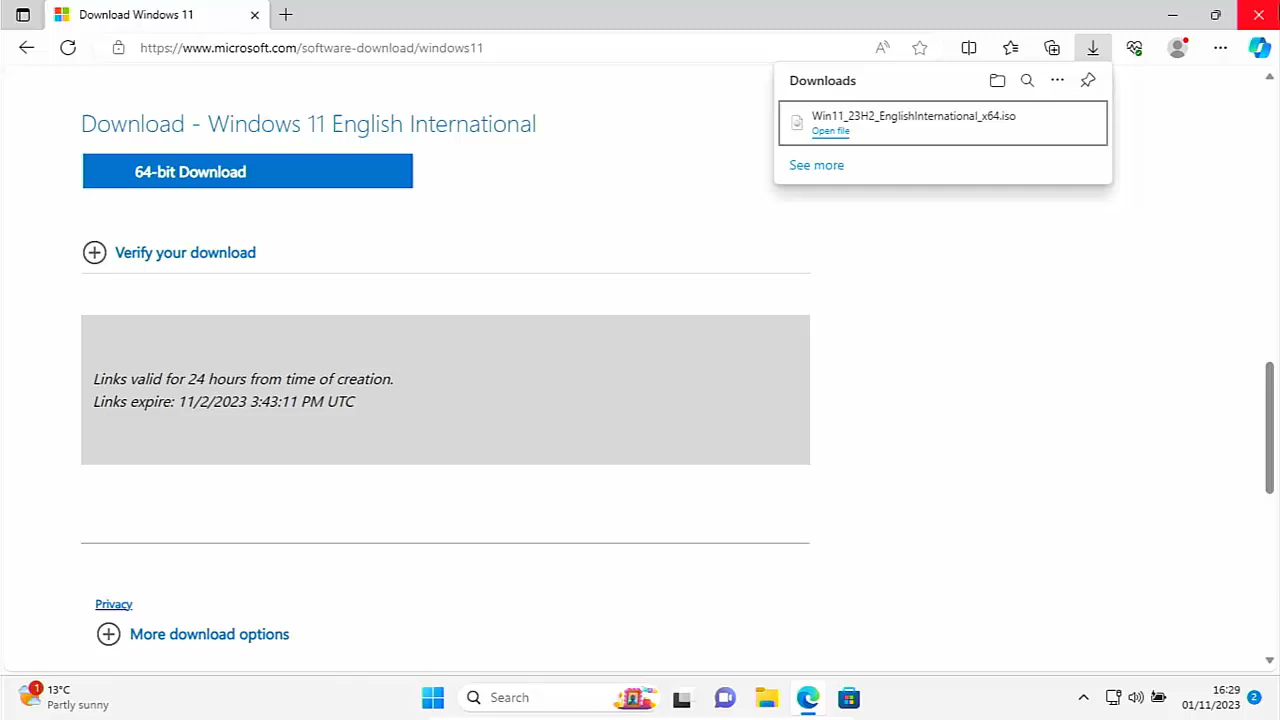 Download Windows 11
https://www.microsoft.com/software-download/windows11
Downloads
Win11_23H2_EnglishInternational_x64.iso
Open file
See more
Download - Windows 11 English International
64-bit Download
Verify your download
Links valid for 24 hours from time of creation.
Links expire: 11/2/2023 3:43:11 PM UTC
Privacy
More download options
1
13°C
Partly sunny
Search
16:29
01/11/2023
2